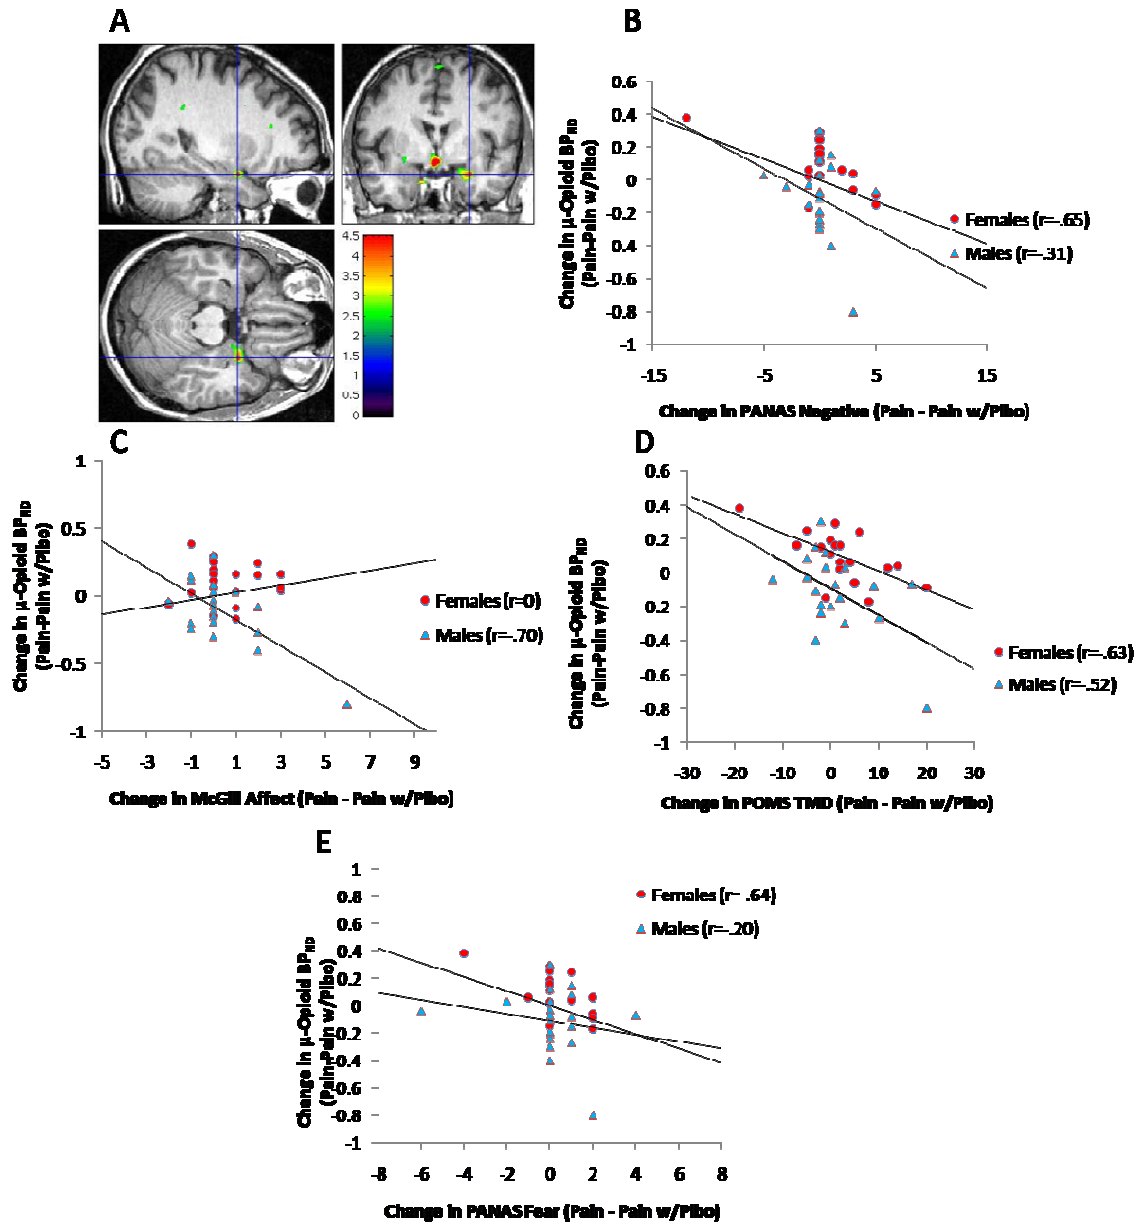 A
4.5
4
3.5
3
2.5
2
1.5
1
0.5
0
B
0.6
0.4
0.2
0
-0.2
-0.4
-0.6
-0.8
-1
-15
-5
5
15
Change in μ-Opioid BPND
(Pain-Pain w/Plbo)
Females (r=-.65)
Males (r=-.31)
Change in PANAS Negative (Pain - Pain w/Plbo)
C
1
0.5
0
-0.5
-1
-5
-3
-1
1
3
5
7
9
Change in μ-Opioid BPND
(Pain-Pain w/Plbo)
Females (r=0)
Males (r=-.70)
Change in McGill Affect (Pain - Pain w/Plbo)
D
0.6
0.4
0.2
0
0.2
-0.4
-0.6
-0.8
-1
-30
-20
-10
0
10
20
30
Change in μ-Opioid BPND
(Pain-Pain w/Plbo)
Females (r=-.63)
Males (r=-.52)
Change in POMS TMD (Pain - Pain w/Plbo)
E
1
0.8
0.6
0.4
0.2
0
-0.2
-0.4
-0.6
-0.8
-1
-8
-6
-4
-2
0
2
4
6
8
Change in μ-Opioid BPND
(Pain-Pain w/Plbo)
Females (r= .64)
Males (r=-.20)
Change in PANAS Fear (Pain - Pain w/Plbo)